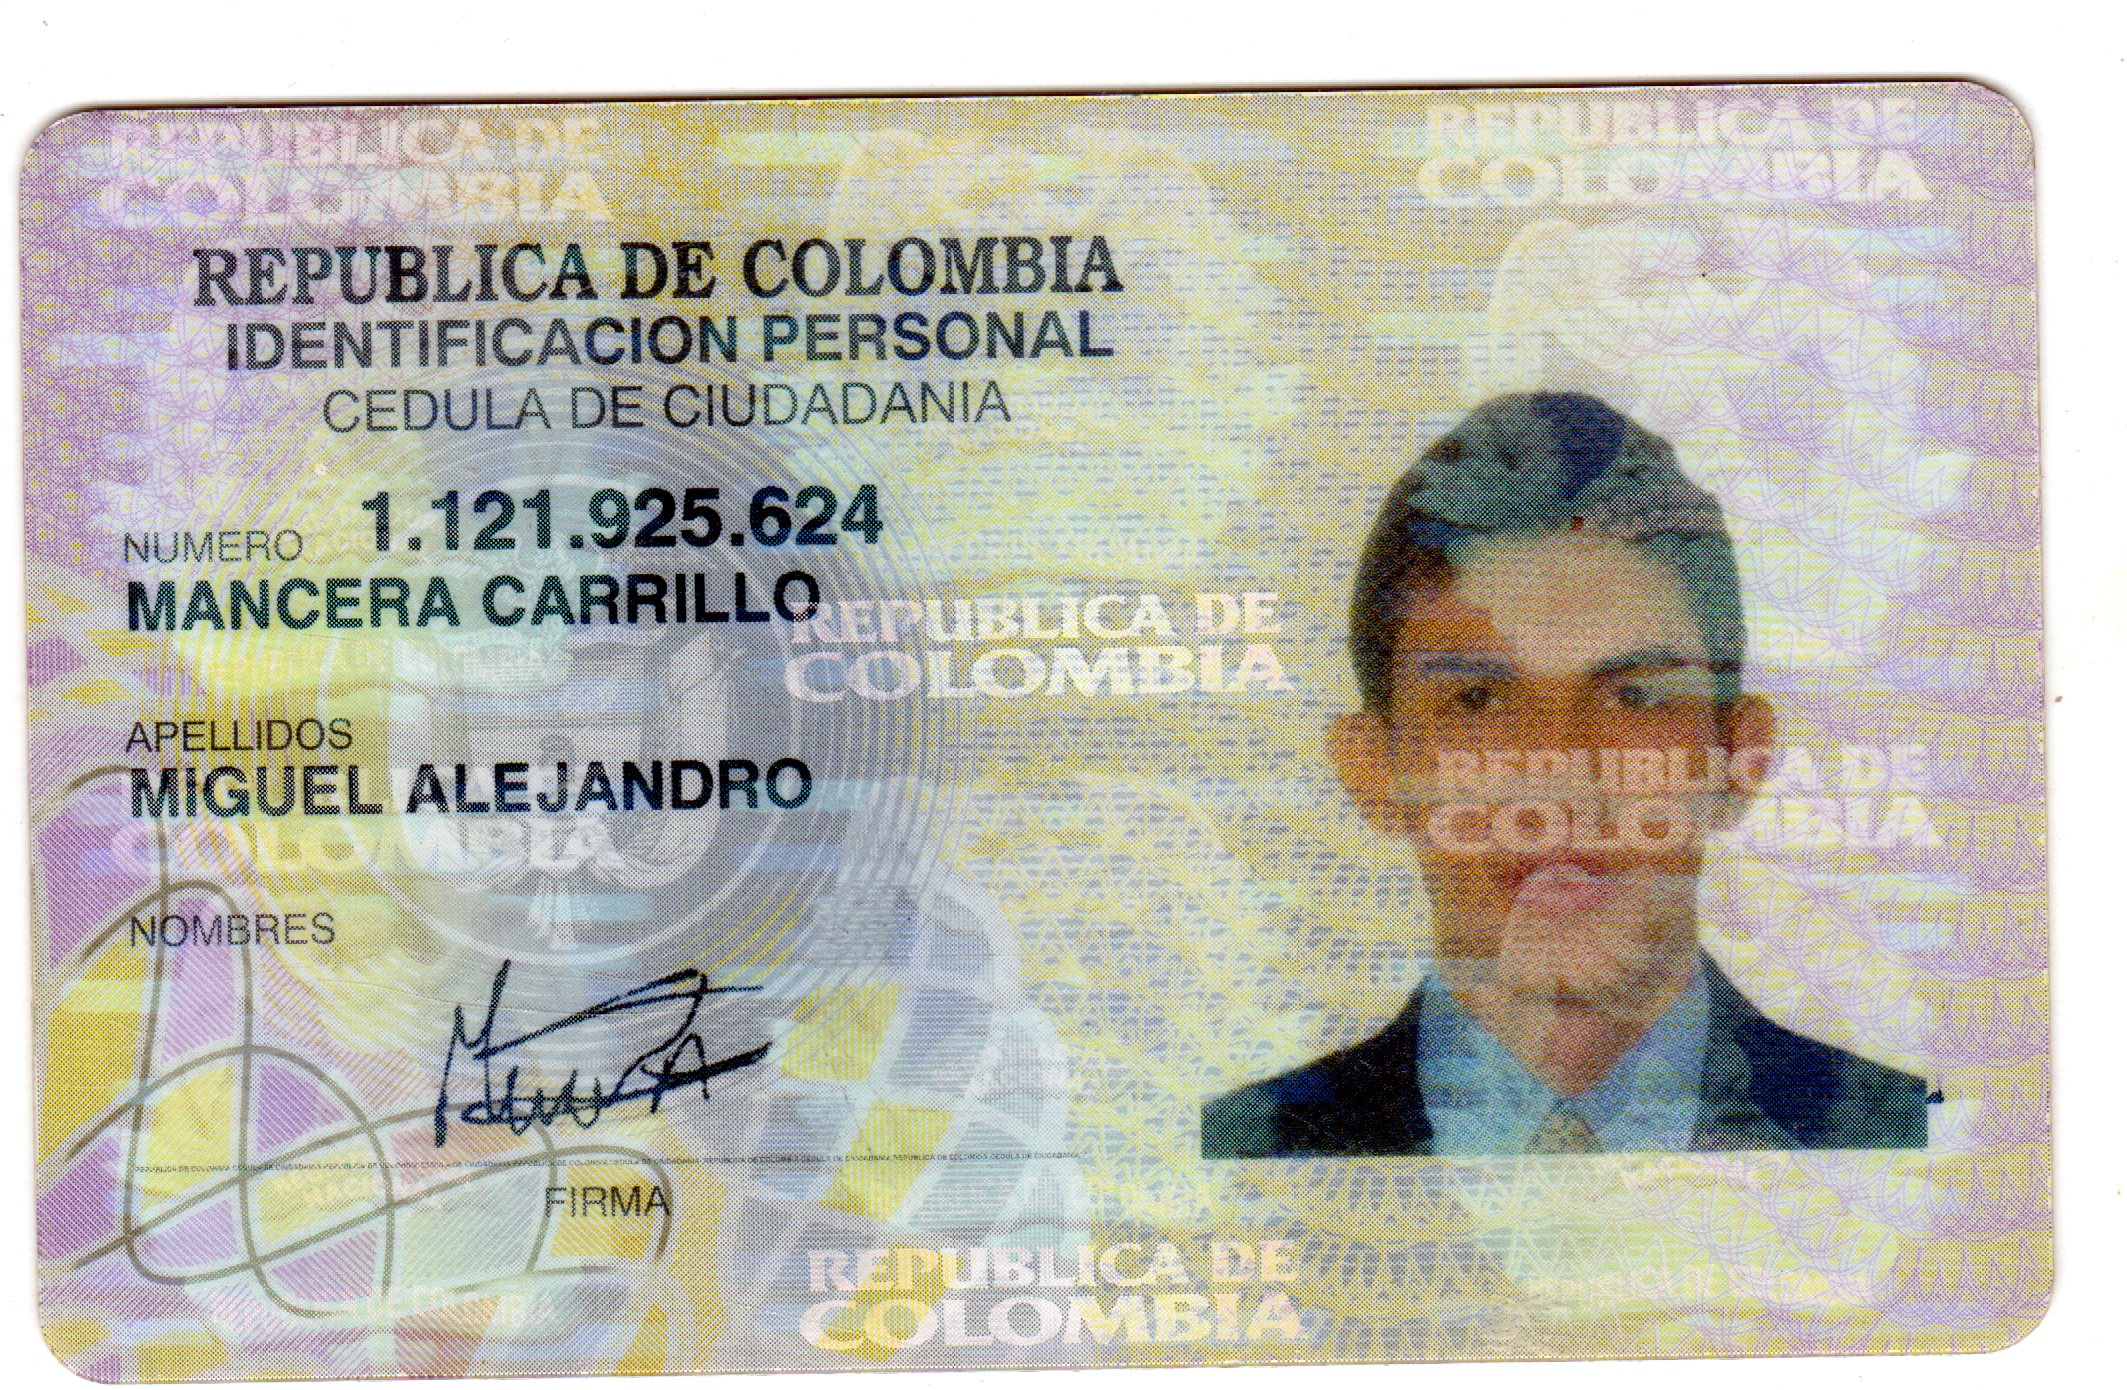 REPUBLICA DE
COLOMBIA
REPUBLICA DE
COLOMBIA
REPUBLICA DE COLOMBIA
IDENTIFICACION PERSONAL
CEDULA DE CIUDADANIA
NUMERO 1.121.925.624
MANCERA CARRILLO
REPUBLICA DE
COLOMBIA
APELLIDOS
MIGUEL ALEJANDRO
REPUBLICA DE
COLOMBIA
COLOMBIA
NOMBRES
FIRMA
REPUBLICA DE
COLOMBIA